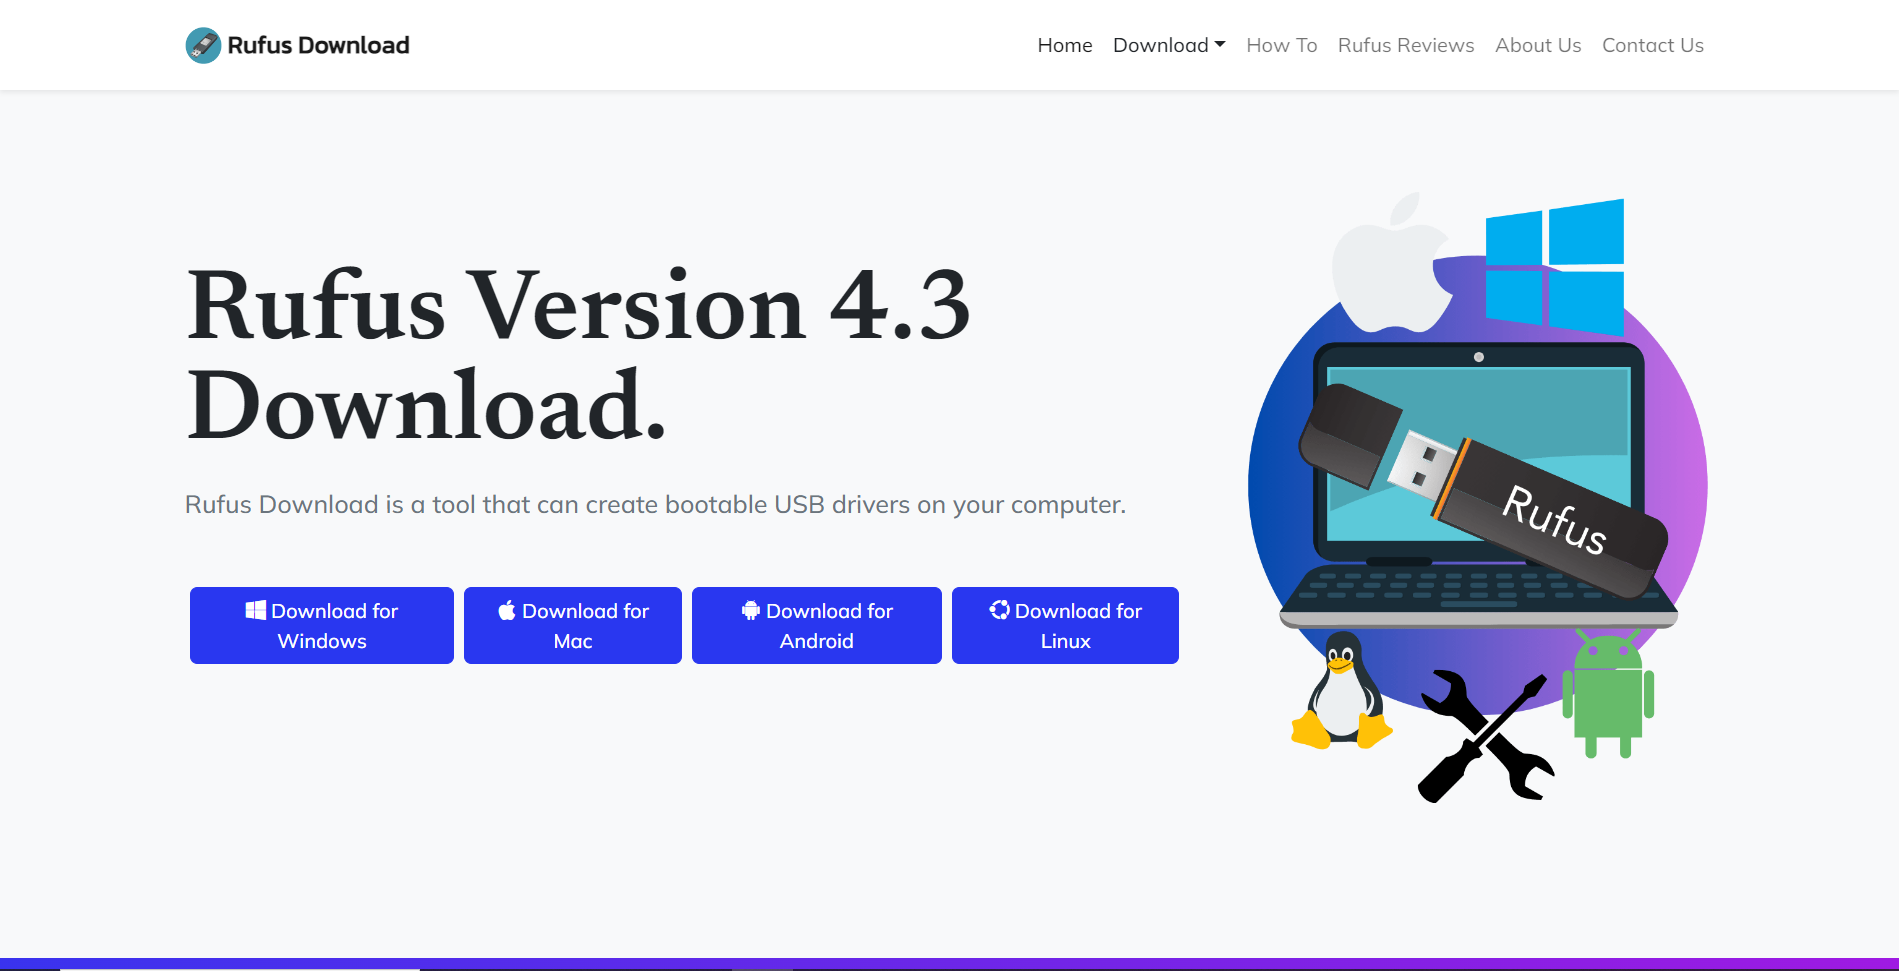 Rufus Download
Home Download How To Rufus Reviews About Us Contact Us
Rufus Version 4.3
Download.
Rufus Download is a tool that can create bootable USB drivers on your computer.
Download for
Windows
Download for
Mac
Download for
Android
Download for
Linux
Rufus